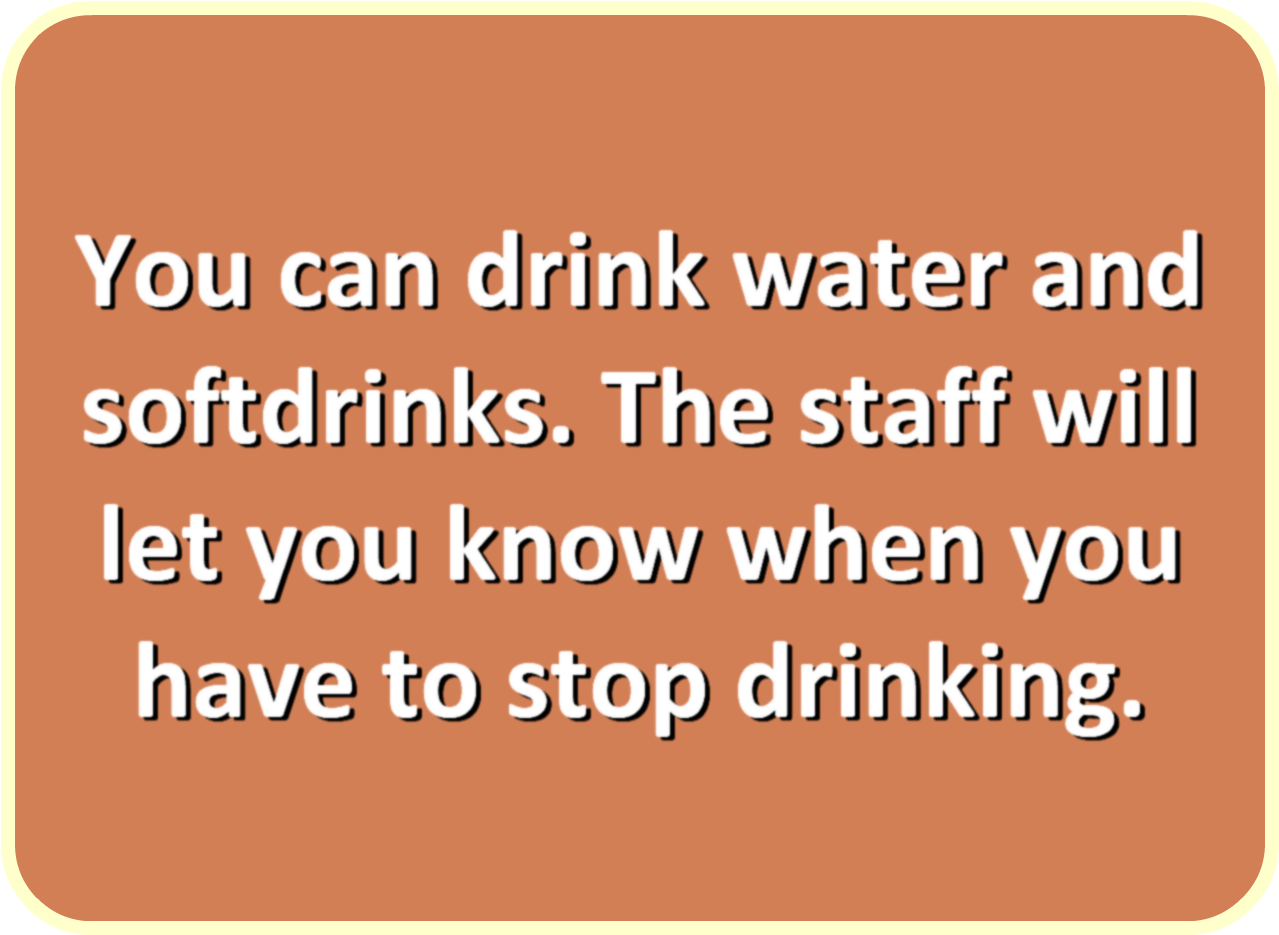 You can drink water and
softdrinks. The staff will
let you know when you
have to stop drinking.